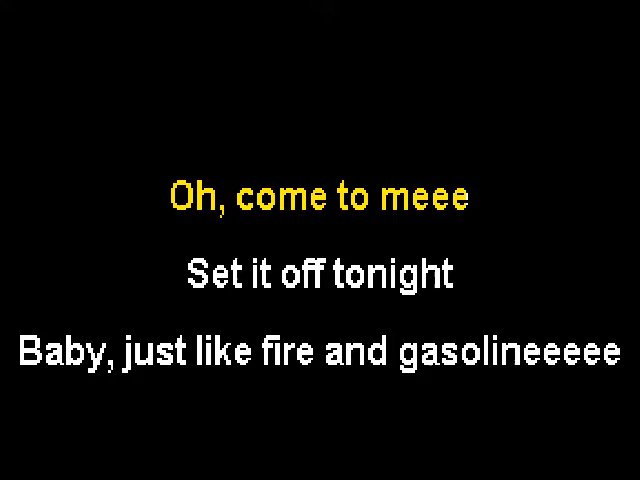 Oh, come to meee
Set it off tonight
Baby, just like fire and gasolineeeee